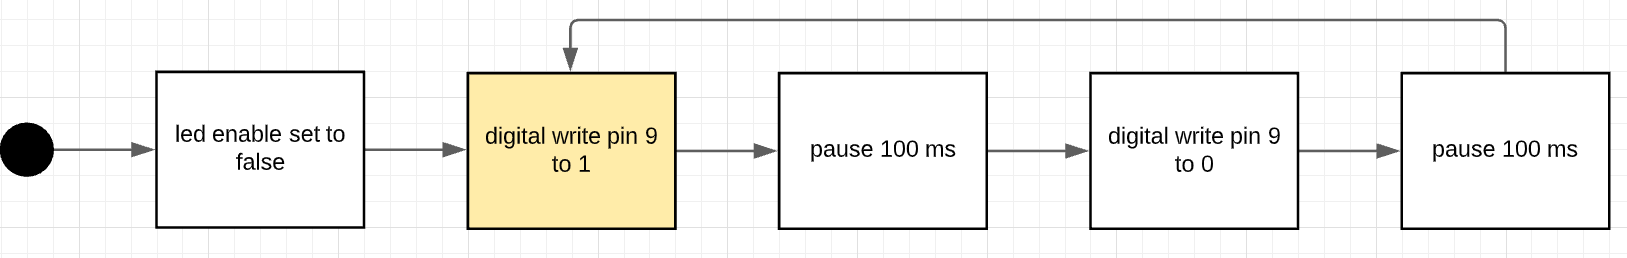 led enable set to
false
digital write pin 9
to 1
pause 100 ms
digital write pin 9
to 0
pause 100 ms